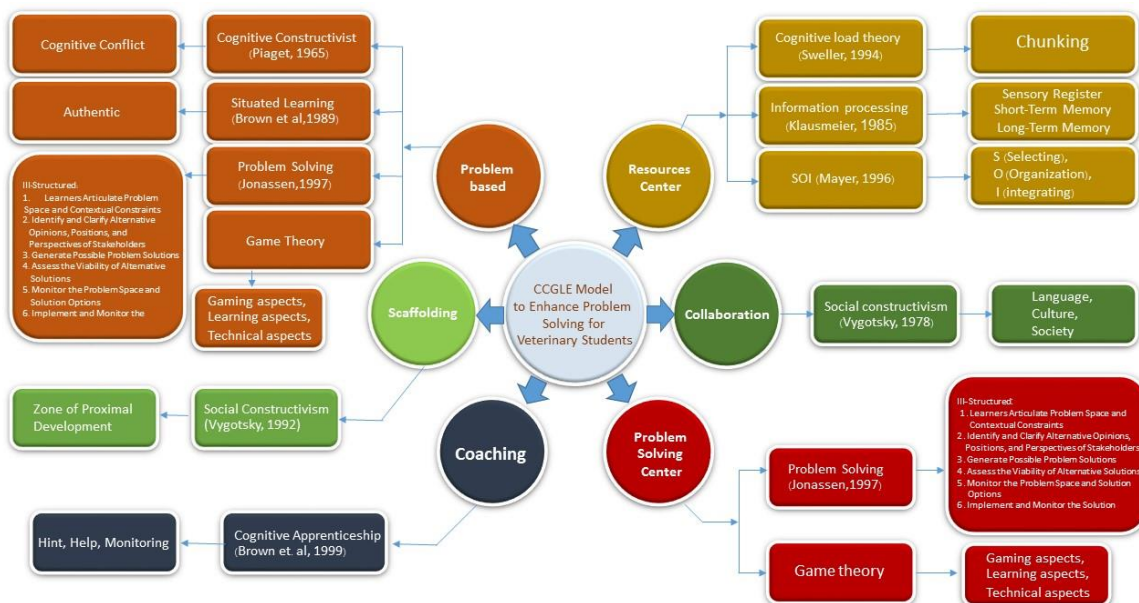 Cognitive Conflict
Cognitive Constructivist
(Piaget, 1965)
Authentic
Situated Learning
(Brown et al,1989)
III-Structured:
1. Learners Articulate Problem
Space and Contextual Constraints
2. Identify and Clarify Alternative
Opinions, Positions, and
Perspectives of Stakeholders
3. Generate Possible Problem Solutions
4. Assess the Viability of Alternative
Solutions
5. Monitor the Problem Space and
Solution Options
6. Implement and Monitor the
Problem Solving
(Jonassen,1997)
Game Theory
Gaming aspects,
Learning aspects,
Technical aspects
Problem
based
Resources
Center
Cognitive load theory
(Sweller, 1994)
Chunking
Information processing
(Klausmeier, 1985)
Sensory Register
Short-Term Memory
Long-Term Memory
SOI (Mayer, 1996)
S (Selecting),
O (Organization),
I (integrating)
CCGLE Model
to Enhance Problem
Solving for
Veterinary Students
Scaffolding
Social Constructivism
(Vygotsky, 1992)
Zone of Proximal
Development
Collaboration
Social constructivism
(Vygotsky, 1978)
Language,
Culture,
Society
Coaching
Cognitive Apprenticeship
(Brown et. al, 1999)
Hint, Help, Monitoring
Problem
Solving
Center
Problem Solving
(Jonassen,1997)
III-Structured:
1. Learners Articulate Problem Space and
Contextual Constraints
2. Identify and Clarify Alternative Opinions,
Positions, and Perspectives of Stakeholders
3. Generate Possible Problem Solutions
4. Assess the Viability of Alternative Solutions
5. Monitor the Problem Space and Solution
Options
6. Implement and Monitor the Solution
Game theory
Gaming aspects,
Learning aspects,
Technical aspects